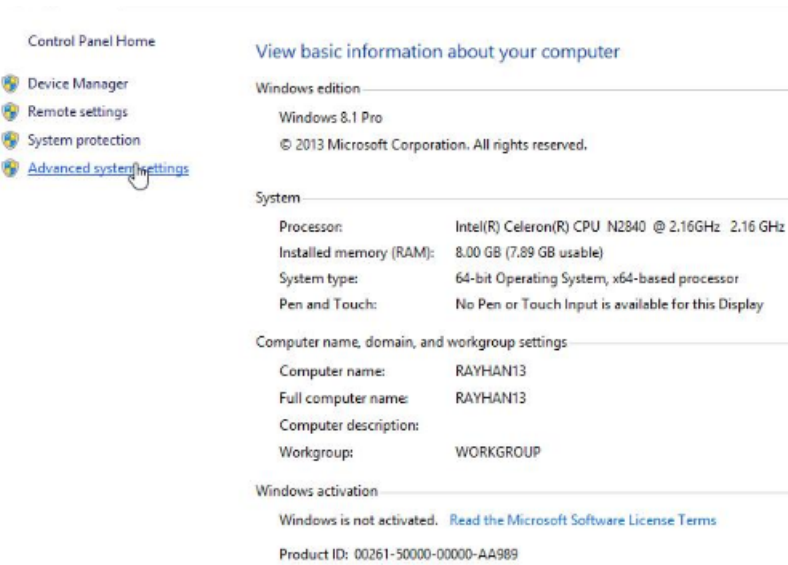 Control Panel Home
Device Manager
Remote settings
System protection
Advanced system settings
View basic information about your computer
Windows edition
Windows 8.1 Pro
© 2013 Microsoft Corporation. All rights reserved.
System
Processor: Intel(R) Celeron(R) CPU N2840 @ 2.16GHz 2.16 GHz
Installed memory (RAM): 8.00 GB (7.89 GB usable)
System type: 64-bit Operating System, x64-based processor
Pen and Touch: No Pen or Touch Input is available for this Display
Computer name, domain, and workgroup settings
Computer name: RAYHAN13
Full computer name: RAYHAN13
Computer description:
Workgroup: WORKGROUP
Windows activation
Windows is not activated. Read the Microsoft Software License Terms
Product ID: 00261-50000-00000-AA989